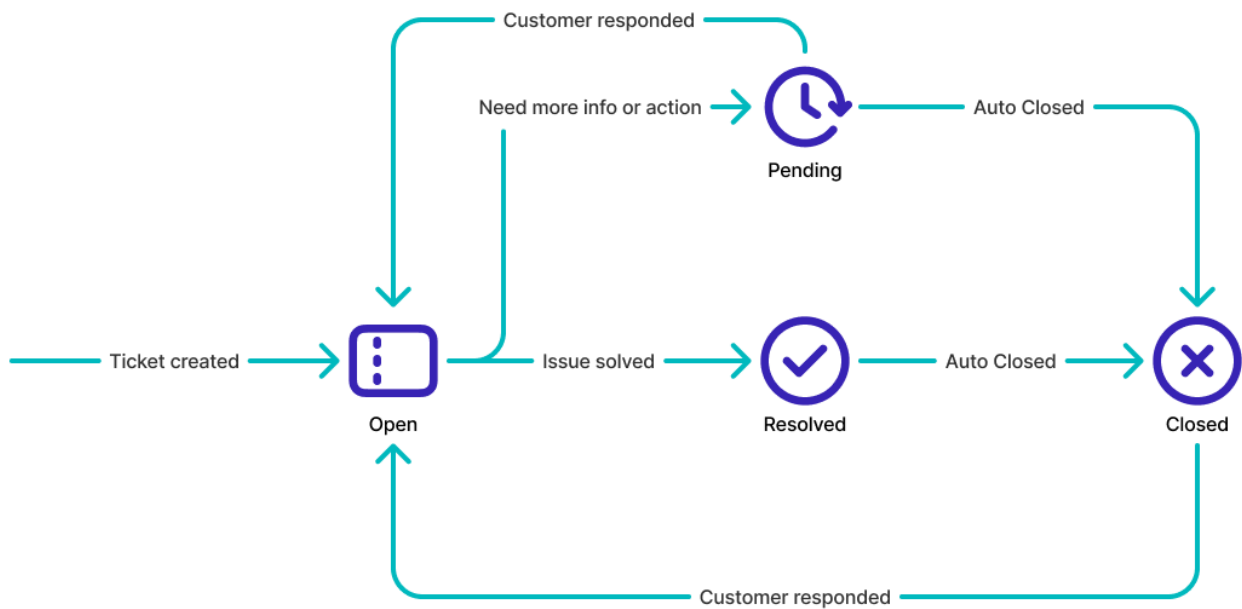 Customer responded
Need more info or action
Auto Closed
Pending
Ticket created
Issue solved
Auto Closed
Open
Resolved
Closed
Customer responded